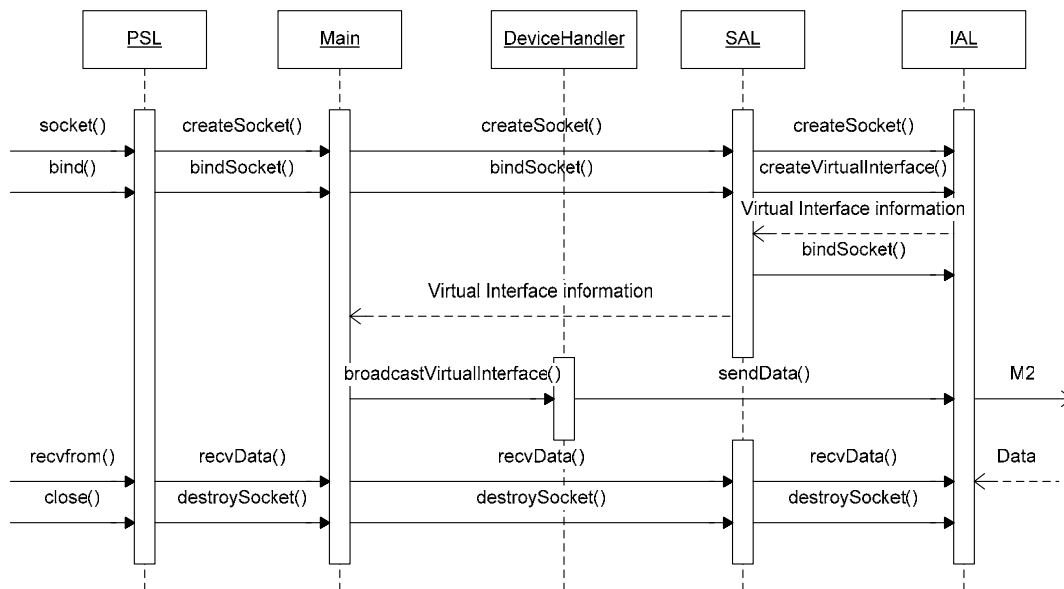 PSL Main DeviceHandler SAL IAL
socket() createSocket() createSocket() createSocket()
bind() bindSocket() bindSocket() createVirtualInterface()
Virtual Interface information
bindSocket()
Virtual Interface information
broadcastVirtualInterface() sendData() M2
recvfrom() recvData() recvData() recvData() Data
close() destroySocket() destroySocket() destroySocket()